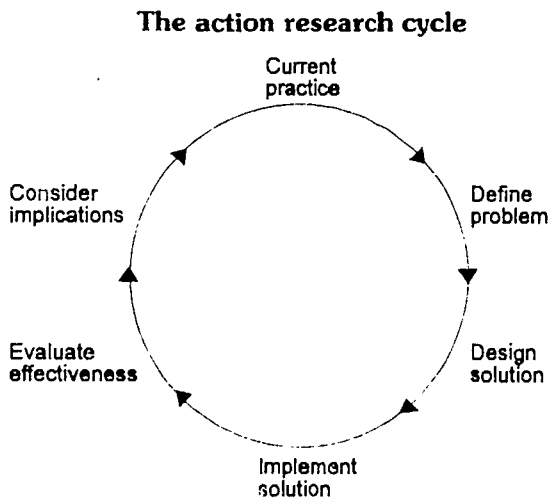 The action research cycle
Current
practice
Define
problem
Design
solution
Implement
solution
Evaluate
effectiveness
Consider
implications